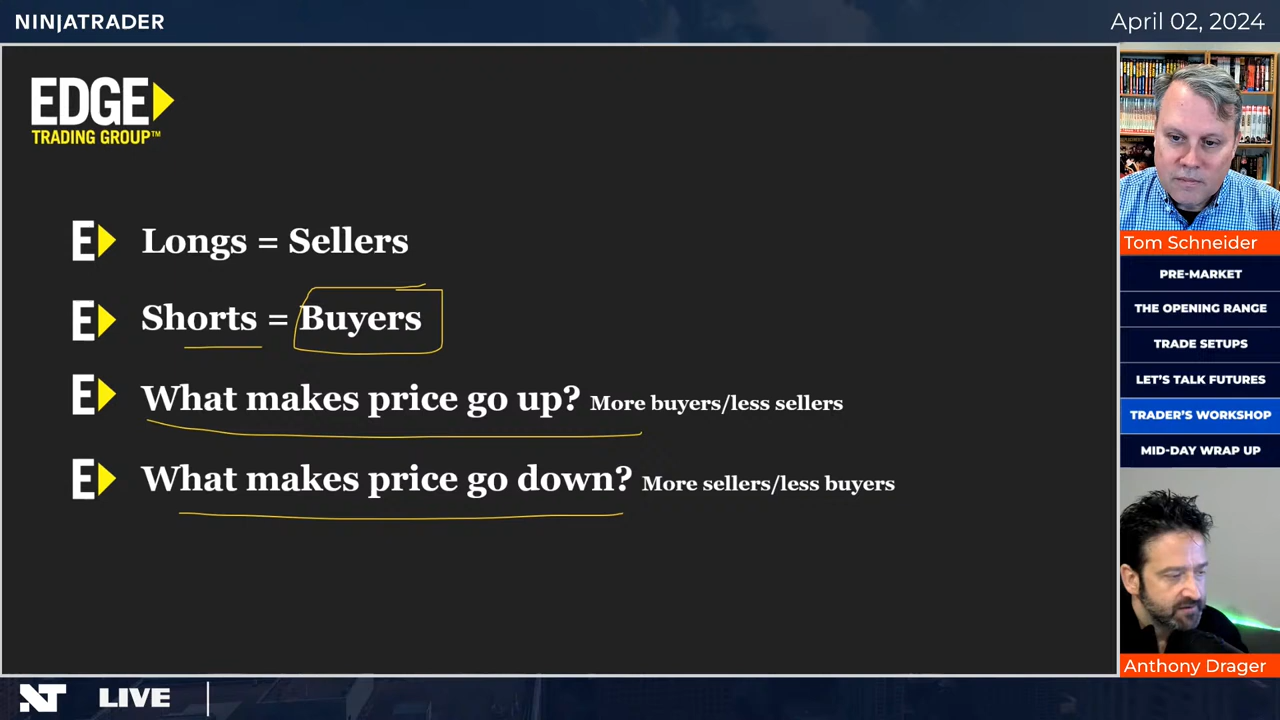 NINJATRADER
April 02, 2024
EDGE
TRADING GROUP™
E Longs = Sellers
E Shorts = Buyers
E What makes price go up? More buyers/less sellers
E What makes price go down? More sellers/less buyers
Tom Schneider
PRE-MARKET
THE OPENING RANGE
TRADE SETUPS
LET'S TALK FUTURES
TRADER'S WORKSHOP
MID-DAY WRAP UP
Anthony Drager
NT LIVE